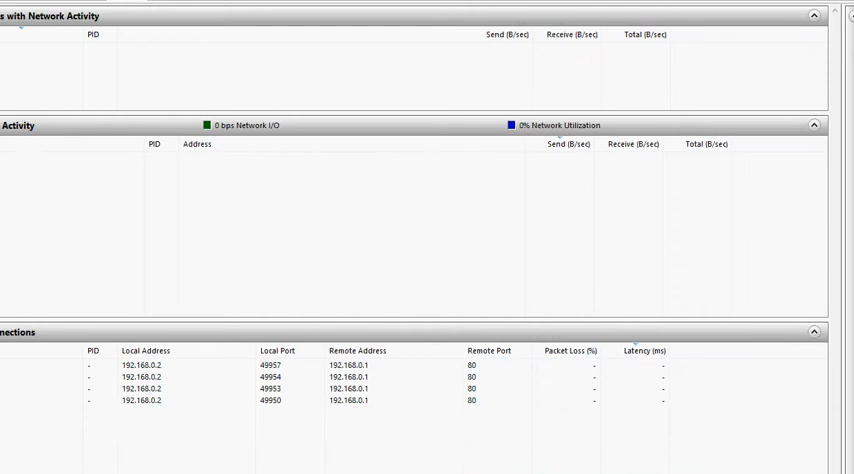 s with Network Activity
PID Send (B/sec) Receive (B/sec) Total (B/sec)
Activity 0 bps Network I/O 0% Network Utilization
PID Address Send (B/sec) Receive (B/sec) Total (B/sec)
nnections
PID Local Address Local Port Remote Address Remote Port Packet Loss (%) Latency (ms)
- 192.168.0.2 49957 192.168.0.1 80 - -
- 192.168.0.2 49954 192.168.0.1 80 - -
- 192.168.0.2 49953 192.168.0.1 80 - -
- 192.168.0.2 49950 192.168.0.1 80 - -